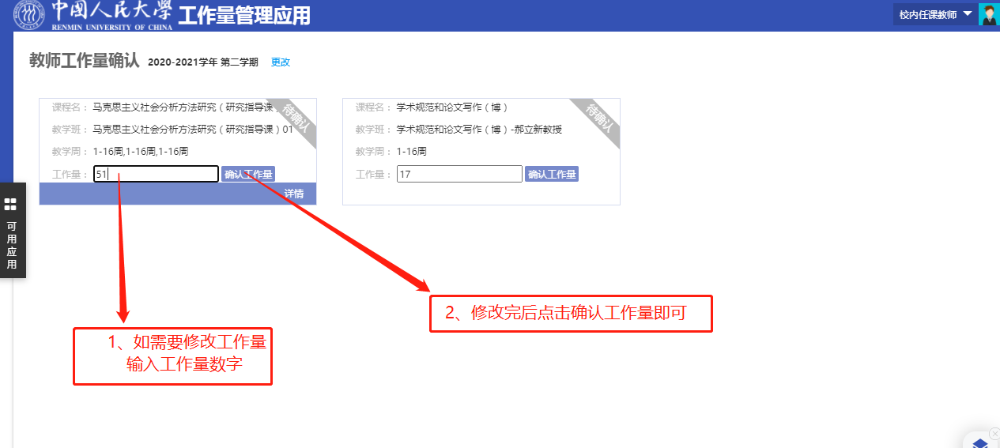 中国人民大学
RENMIN UNIVERSITY OF CHINA
工作量管理应用
校内任课教师
教师工作量确认 2020-2021学年 第二学期 更改
课程名： 马克思主义社会分析方法研究（研究指导课）
待确认
教学班： 马克思主义社会分析方法研究（研究指导课）01
教学周： 1-16周,1-16周,1-16周
工作量： 51 确认工作量
详情
课程名： 学术规范和论文写作（博）
待确认
教学班： 学术规范和论文写作（博）-郝立新教授
教学周： 1-16周
工作量： 17 确认工作量
可用应用
2、修改完后点击确认工作量即可
1、如需要修改工作量
输入工作量数字